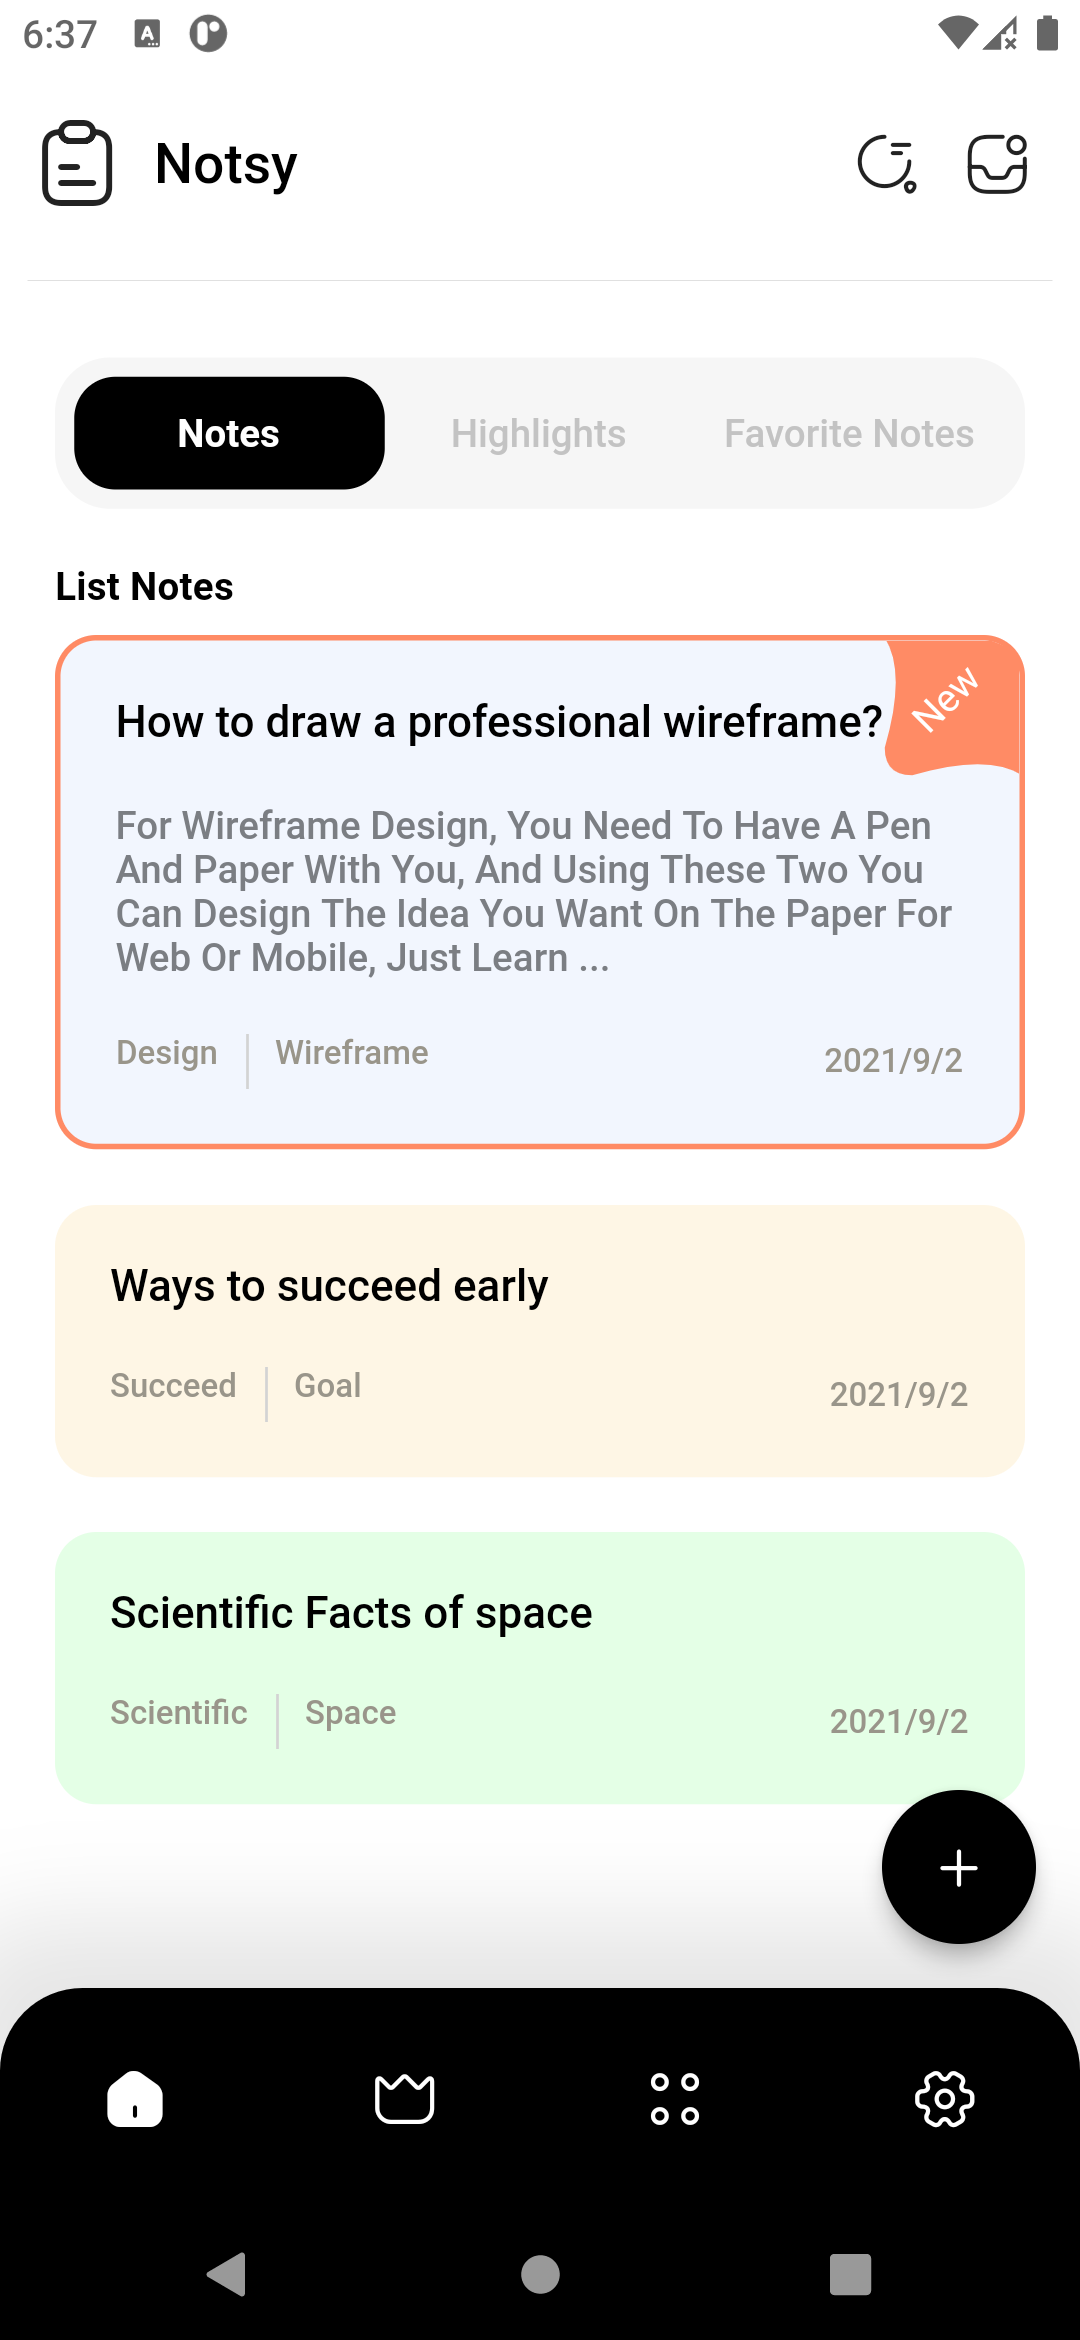 6:37
Notsy
Notes
Highlights
Favorite Notes
List Notes
New
How to draw a professional wireframe?
For Wireframe Design, You Need To Have A Pen
And Paper With You, And Using These Two You
Can Design The Idea You Want On The Paper For
Web Or Mobile, Just Learn ...
Design
Wireframe
2021/9/2
Ways to succeed early
Succeed
Goal
2021/9/2
Scientific Facts of space
Scientific
Space
2021/9/2